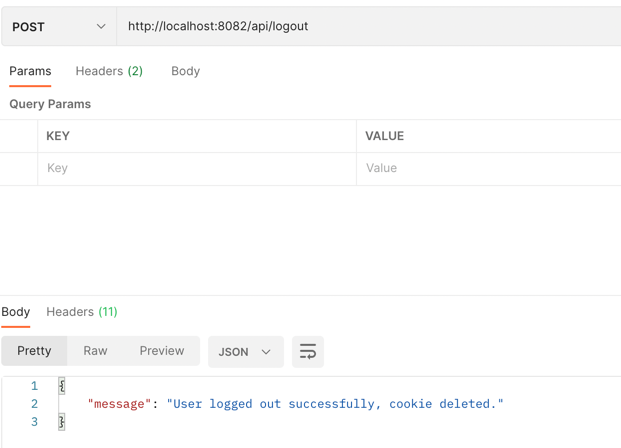 POST http://localhost:8082/api/logout
Params Headers (2) Body
Query Params
KEY VALUE
Key Value
Body Headers (11)
Pretty Raw Preview JSON
1 {
2 "message": "User logged out successfully, cookie deleted."
3 }